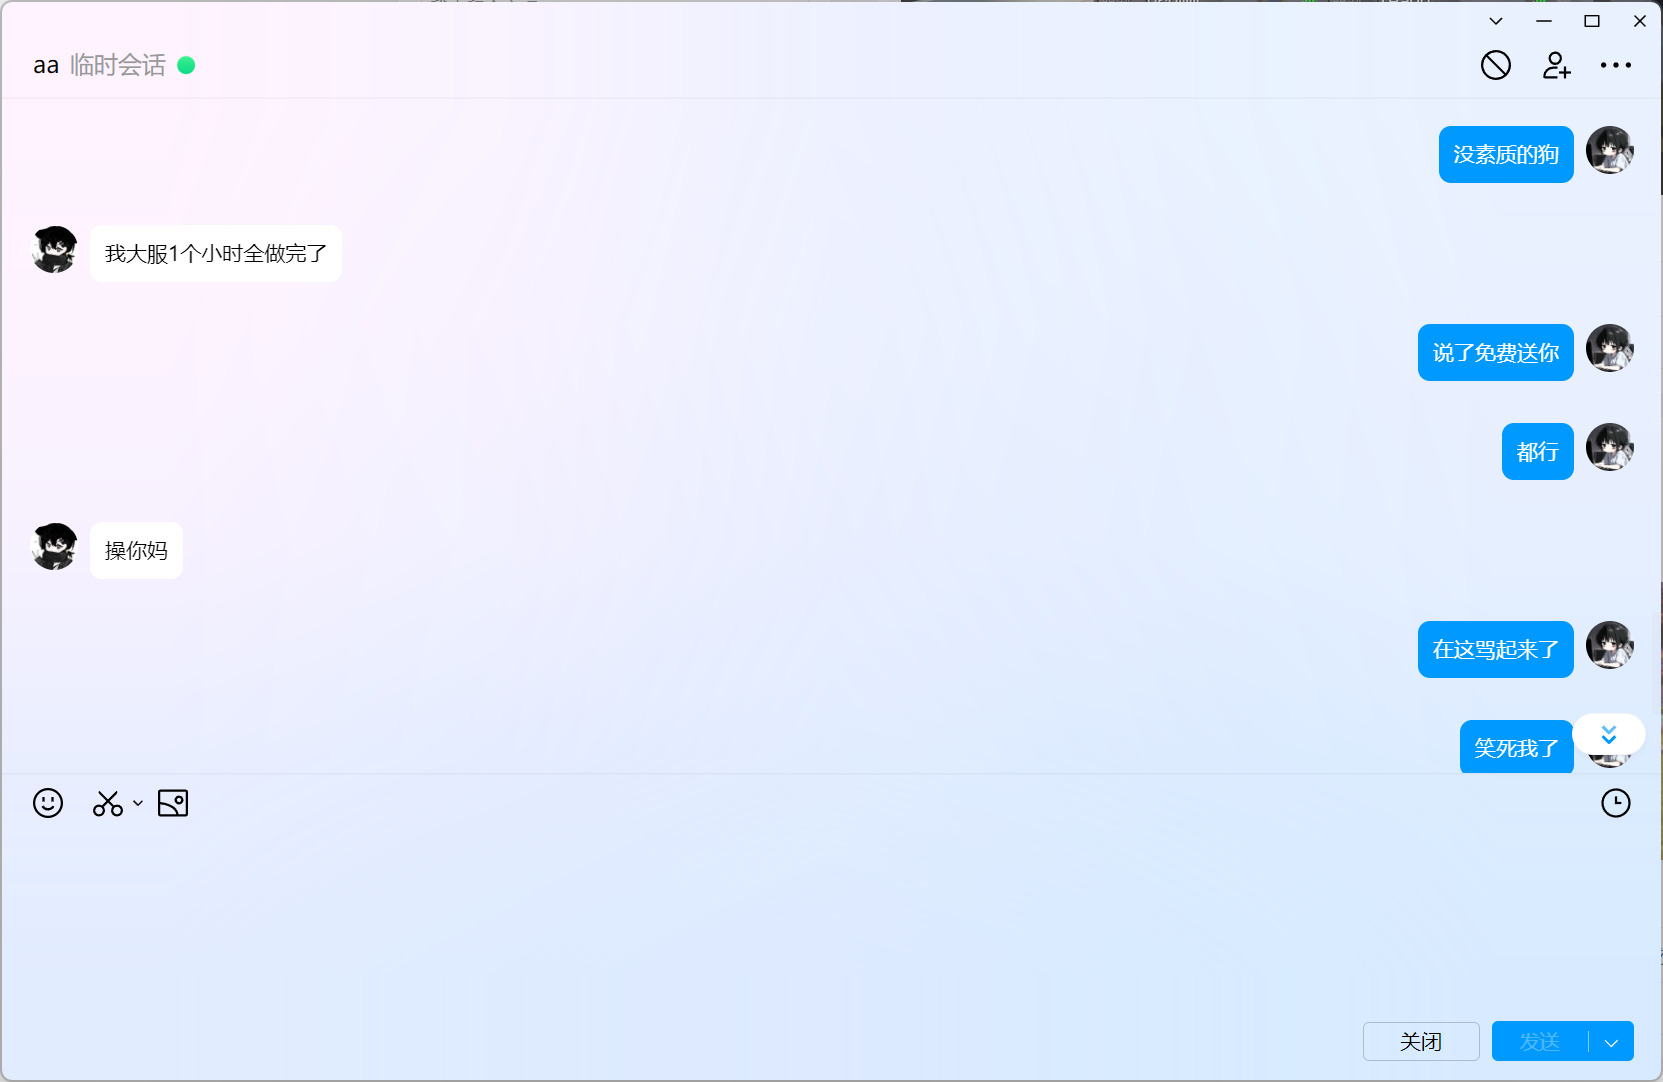 aa 临时会话
没素质的狗
我大服1个小时全做完了
说了免费送你
都行
操你妈
在这骂起来了
笑死我了
关闭
发送